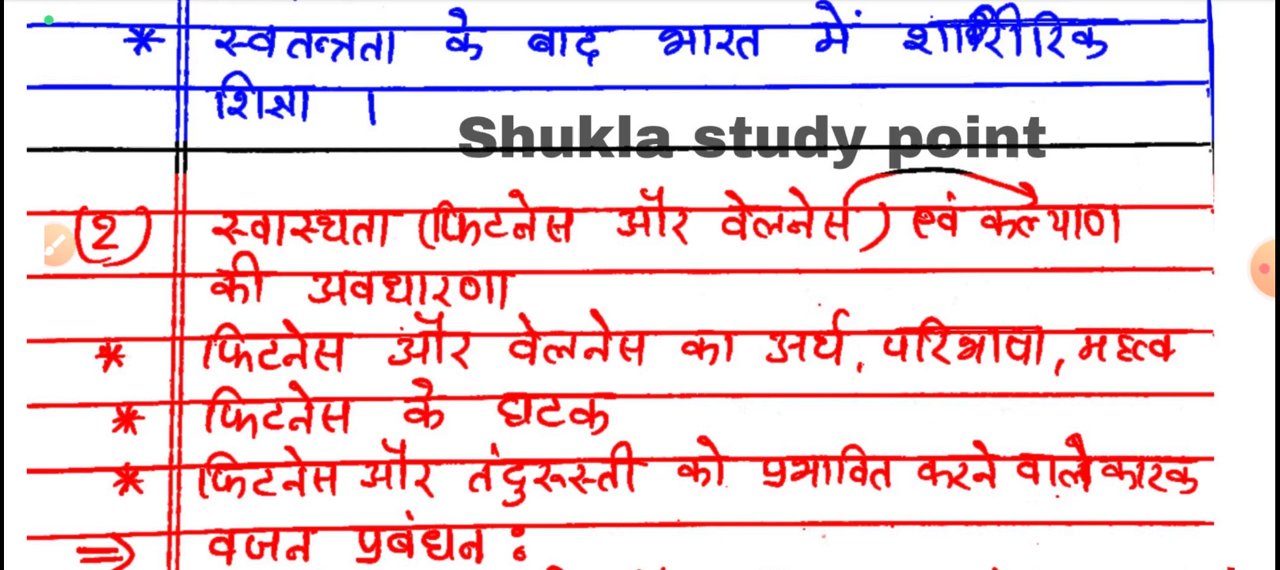 * स्वतन्त्रता के बाद भारत में शारीरिक
शिक्षा ।
Shukla study point
(2) स्वास्थता (फिटनेस और वेलनेस) एवं कल्याण
की अवधारणा
* फिटनेस और वेलनेस का अर्थ, परिभाषा, महत्व
* फिटनेस के घटक
* फिटनेस और तंदुरूस्ती को प्रभावित करने वाले कारक
⇒ वजन प्रबंधन :